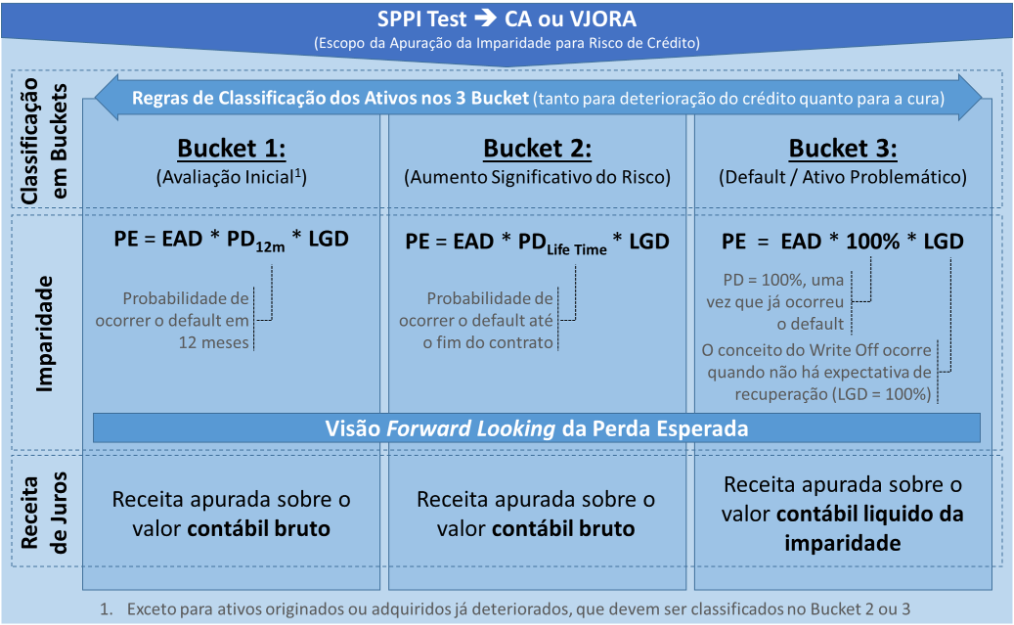 SPPI Test ➔ CA ou VJORA
(Escopo da Apuração da Imparidade para Risco de Crédito)
Classificação
em Buckets
Regras de Classificação dos Ativos nos 3 Bucket (tanto para deterioração do crédito quanto para a cura)
Bucket 1:
(Avaliação Inicial¹)
Bucket 2:
(Aumento Significativo do Risco)
Bucket 3:
(Default / Ativo Problemático)
Imparidade
PE = EAD * PD12m * LGD
Probabilidade de
ocorrer o default em
12 meses
PE = EAD * PDLife Time * LGD
Probabilidade de
ocorrer o default até
o fim do contrato
PE = EAD * 100% * LGD
PD = 100%, uma
vez que já ocorreu
o default
O conceito do Write Off ocorre
quando não há expectativa de
recuperação (LGD = 100%)
Visão Forward Looking da Perda Esperada
Receita
de Juros
Receita apurada sobre o
valor contábil bruto
Receita apurada sobre o
valor contábil bruto
Receita apurada sobre o
valor contábil liquido da
imparidade
1. Exceto para ativos originados ou adquiridos já deteriorados, que devem ser classificados no Bucket 2 ou 3